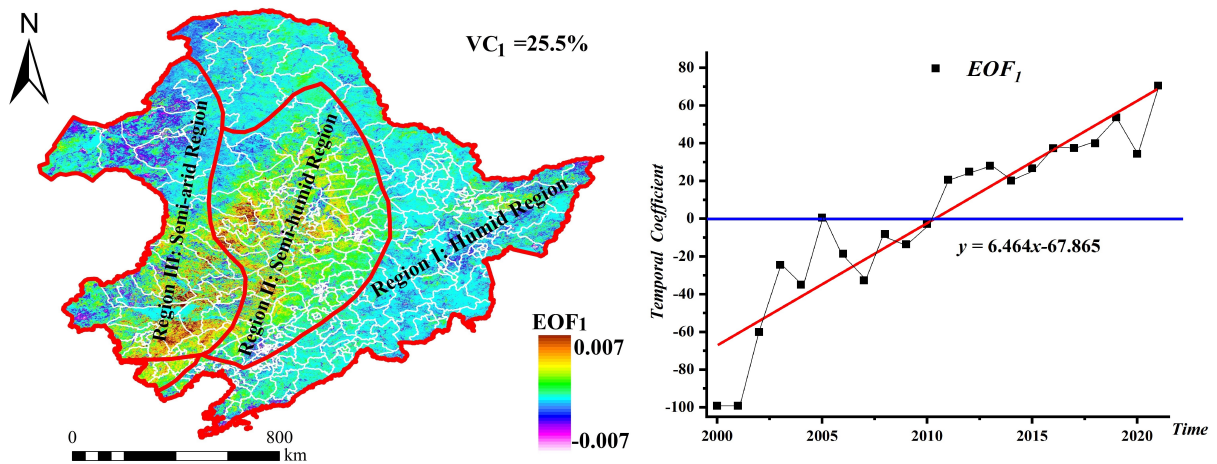 N
VC1 =25.5%
Region III: Semi-arid Region
Region II: Semi-humid Region
Region I: Humid Region
EOF1
0.007
-0.007
0 800
km
EOF1
80
60
40
20
0
-20
-40
-60
-80
-100
Temporal Coefficient
y = 6.464x-67.865
2000 2005 2010 2015 2020
Time